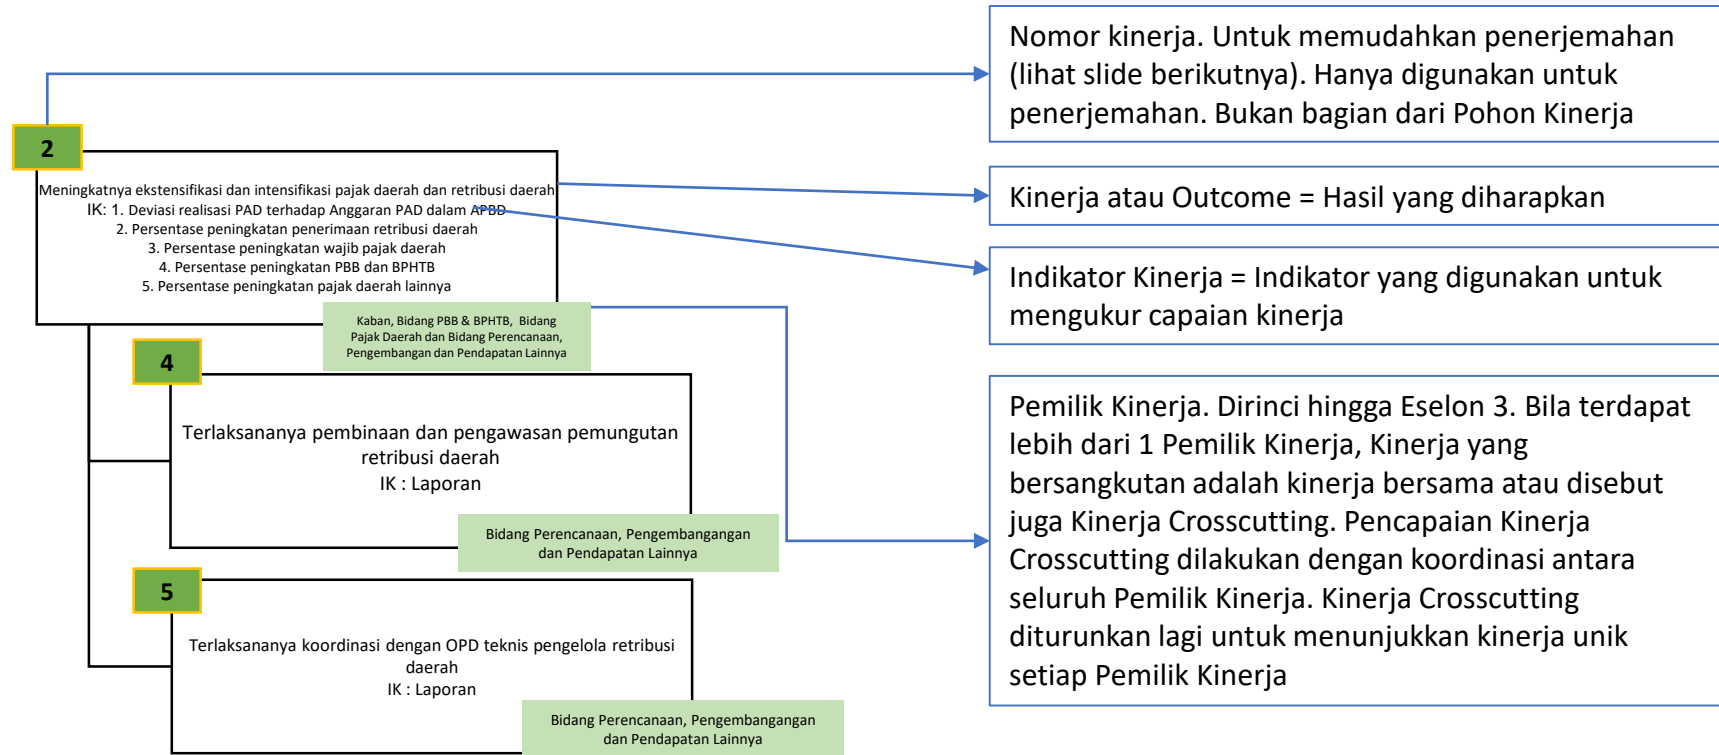 2
Meningkatnya ekstensifikasi dan intensifikasi pajak daerah dan retribusi daerah
IK: 1. Deviasi realisasi PAD terhadap Anggaran PAD dalam APBD
2. Persentase peningkatan penerimaan retribusi daerah
3. Persentase peningkatan wajib pajak daerah
4. Persentase peningkatan PBB dan BPHTB
5. Persentase peningkatan pajak daerah lainnya
Kaban, Bidang PBB & BPHTB, Bidang
Pajak Daerah dan Bidang Perencanaan,
Pengembangan dan Pendapatan Lainnya
4
Terlaksananya pembinaan dan pengawasan pemungutan
retribusi daerah
IK : Laporan
Bidang Perencanaan, Pengembangangan
dan Pendapatan Lainnya
5
Terlaksananya koordinasi dengan OPD teknis pengelola retribusi
daerah
IK : Laporan
Bidang Perencanaan, Pengembangangan
dan Pendapatan Lainnya
Nomor kinerja. Untuk memudahkan penerjemahan
(lihat slide berikutnya). Hanya digunakan untuk
penerjemahan. Bukan bagian dari Pohon Kinerja
Kinerja atau Outcome = Hasil yang diharapkan
Indikator Kinerja = Indikator yang digunakan untuk
mengukur capaian kinerja
Pemilik Kinerja. Dirinci hingga Eselon 3. Bila terdapat
lebih dari 1 Pemilik Kinerja, Kinerja yang
bersangkutan adalah kinerja bersama atau disebut
juga Kinerja Crosscutting. Pencapaian Kinerja
Crosscutting dilakukan dengan koordinasi antara
seluruh Pemilik Kinerja. Kinerja Crosscutting
diturunkan lagi untuk menunjukkan kinerja unik
setiap Pemilik Kinerja